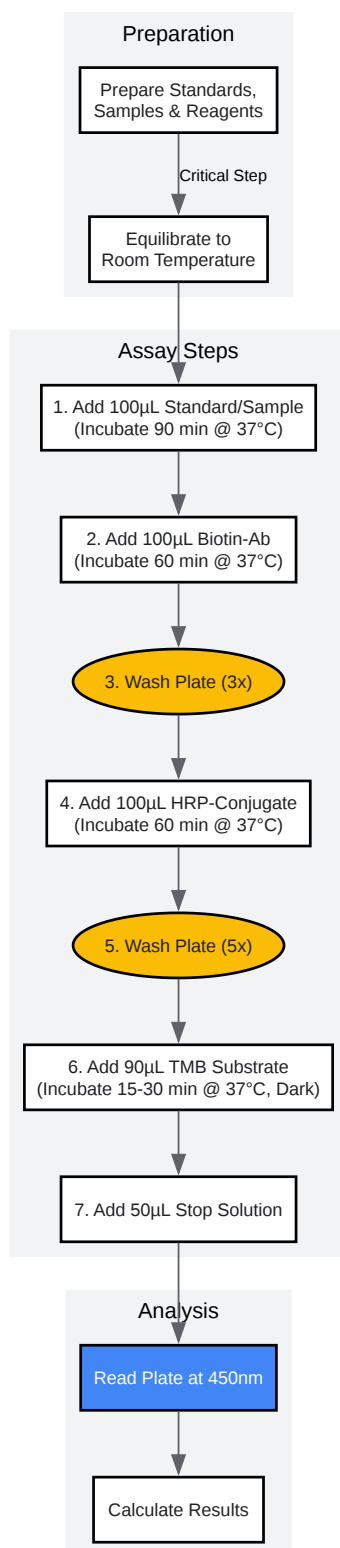 Preparation
Prepare Standards,
Samples & Reagents
Critical Step
Equilibrate to
Room Temperature
Assay Steps
1. Add 100µL Standard/Sample
(Incubate 90 min @ 37°C)
2. Add 100µL Biotin-Ab
(Incubate 60 min @ 37°C)
3. Wash Plate (3x)
4. Add 100µL HRP-Conjugate
(Incubate 60 min @ 37°C)
5. Wash Plate (5x)
6. Add 90µL TMB Substrate
(Incubate 15-30 min @ 37°C, Dark)
7. Add 50µL Stop Solution
Analysis
Read Plate at 450nm
Calculate Results